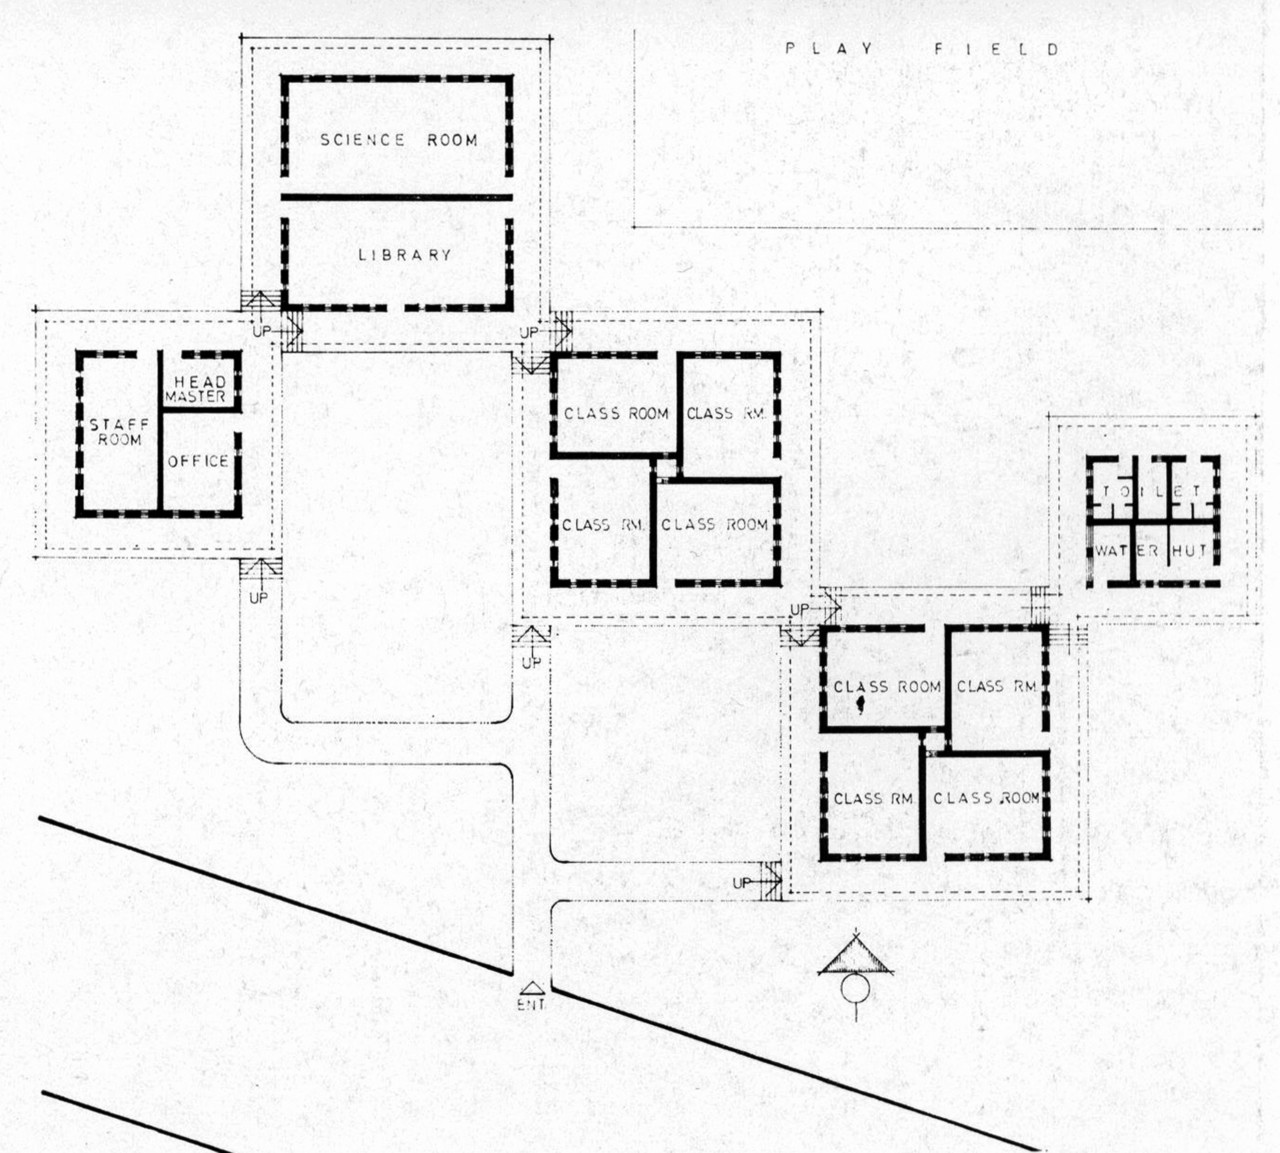 PLAY FIELD
SCIENCE ROOM
LIBRARY
UP
UP
HEAD
MASTER
STAFF
ROOM
OFFICE
CLASS ROOM
CLASS RM.
CLASS RM.
CLASS ROOM
TOILET
WATER HUT
UP
UP
UP
CLASS ROOM
CLASS RM.
CLASS RM.
CLASS ROOM
UP
ENT.